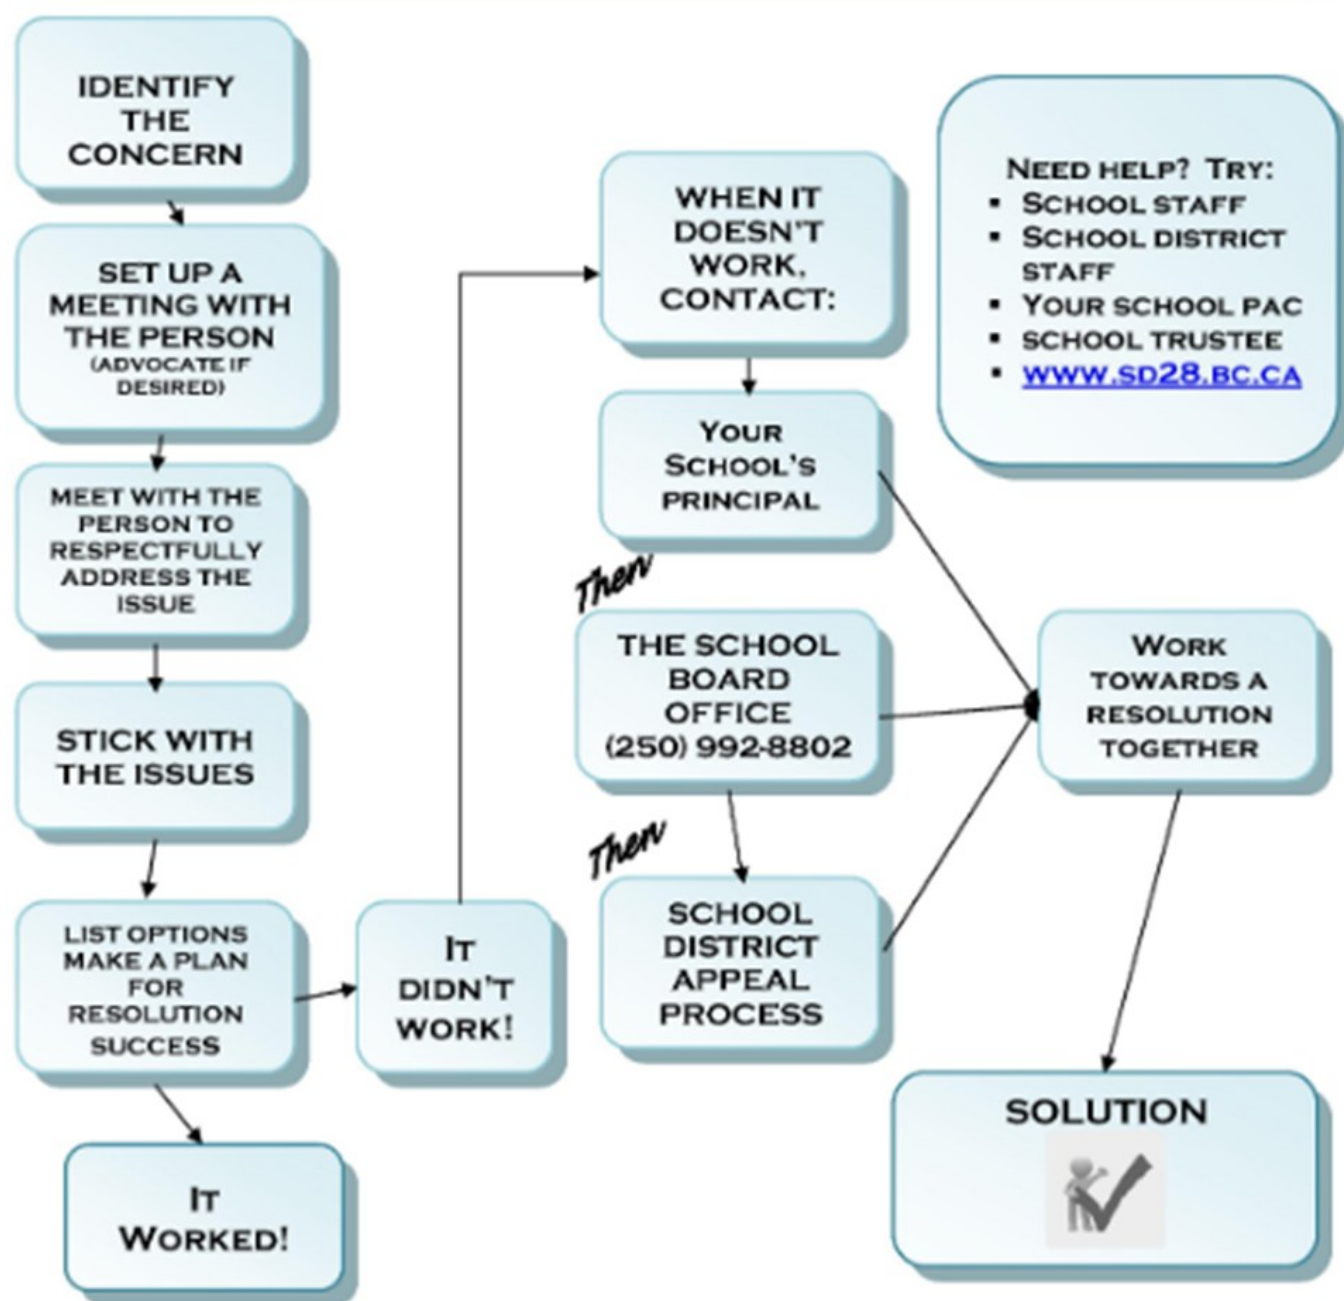 IDENTIFY
THE
CONCERN
SET UP A
MEETING WITH
THE PERSON
(ADVOCATE IF
DESIRED)
MEET WITH THE
PERSON TO
RESPECTFULLY
ADDRESS THE
ISSUE
STICK WITH
THE ISSUES
LIST OPTIONS
MAKE A PLAN
FOR
RESOLUTION
SUCCESS
IT
WORKED!
IT
DIDN'T
WORK!
WHEN IT
DOESN'T
WORK,
CONTACT:
YOUR
SCHOOL'S
PRINCIPAL
Then
THE SCHOOL
BOARD
OFFICE
(250) 992-8802
Then
SCHOOL
DISTRICT
APPEAL
PROCESS
NEED HELP? TRY:
▪ SCHOOL STAFF
▪ SCHOOL DISTRICT
STAFF
▪ YOUR SCHOOL PAC
▪ SCHOOL TRUSTEE
▪ WWW.SD28.BC.CA
WORK
TOWARDS A
RESOLUTION
TOGETHER
SOLUTION